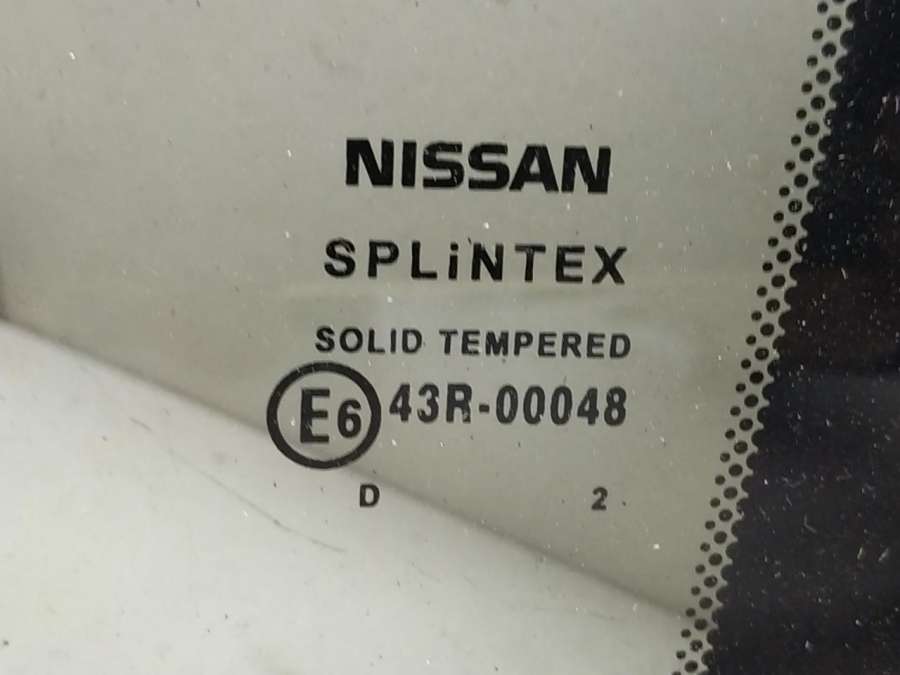 NISSAN
SPLiNTEX
SOLID TEMPERED
E6 43R-00048
D 2.